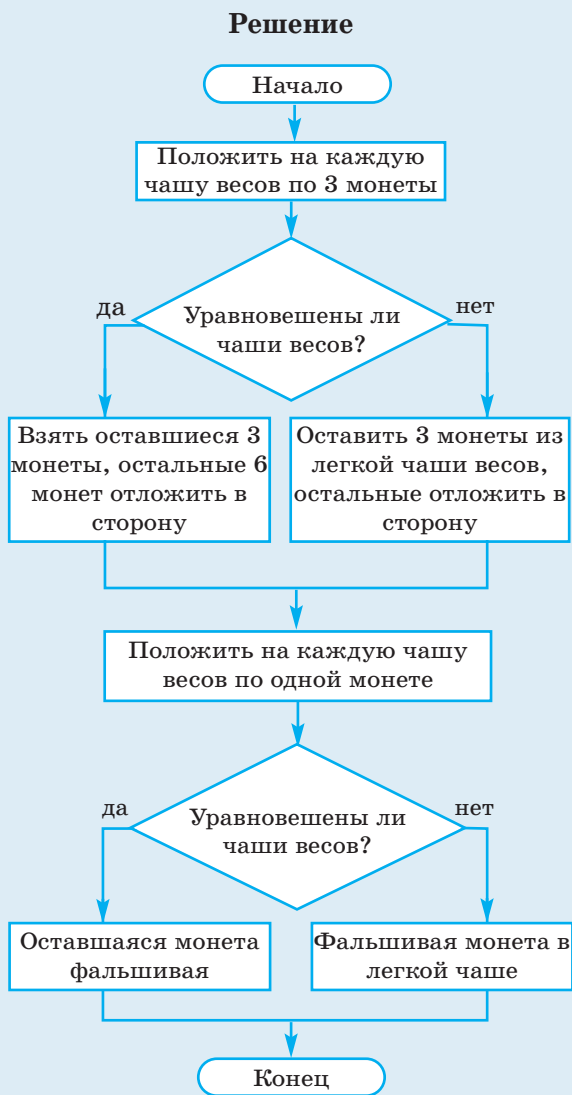 Решение
Начало
Положить на каждую
чашу весов по 3 монеты
да
Уравновешены ли
чаши весов?
нет
Взять оставшиеся 3
монеты, остальные 6
монет отложить в
сторону
Оставить 3 монеты из
легкой чаши весов,
остальные отложить в
сторону
Положить на каждую чашу
весов по одной монете
да
Уравновешены ли
чаши весов?
нет
Оставшаяся монета
фальшивая
Фальшивая монета в
легкой чаше
Конец